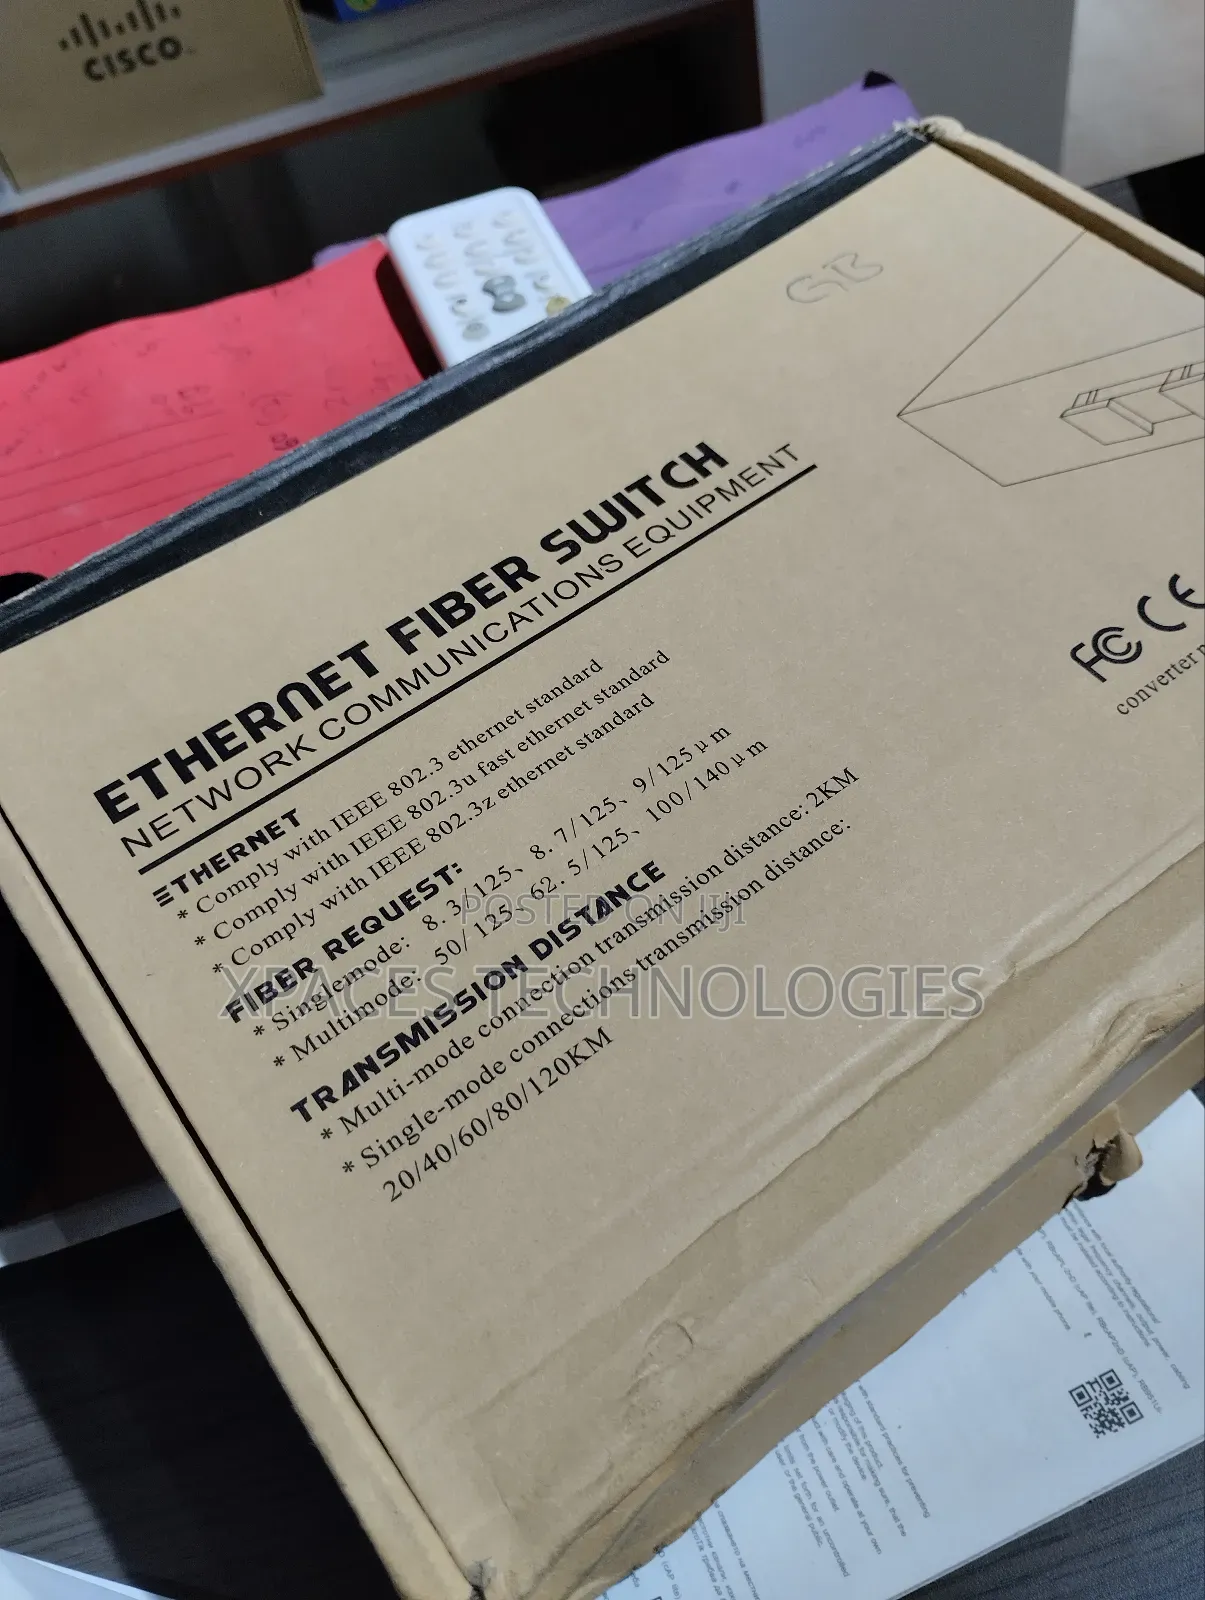 CISCO
GB
ETHERNET FIBER SWITCH
NETWORK COMMUNICATIONS EQUIPMENT
ETHERNET
* Comply with IEEE 802.3 ethernet standard
* Comply with IEEE 802.3u fast ethernet standard
* Comply with IEEE 802.3z ethernet standard
FIBER REQUEST:
* Singlemode: 8.3/125、8.7/125、9/125μm
* Multimode: 50/125、62.5/125、100/140μm
TRANSMISSION DISTANCE
* Multi-mode connection transmission distance: 2KM
* Single-mode connections transmission distance:
20/40/60/80/120KM
FC CE
converter
POSTED ON JIJI
XPACES TECHNOLOGIES